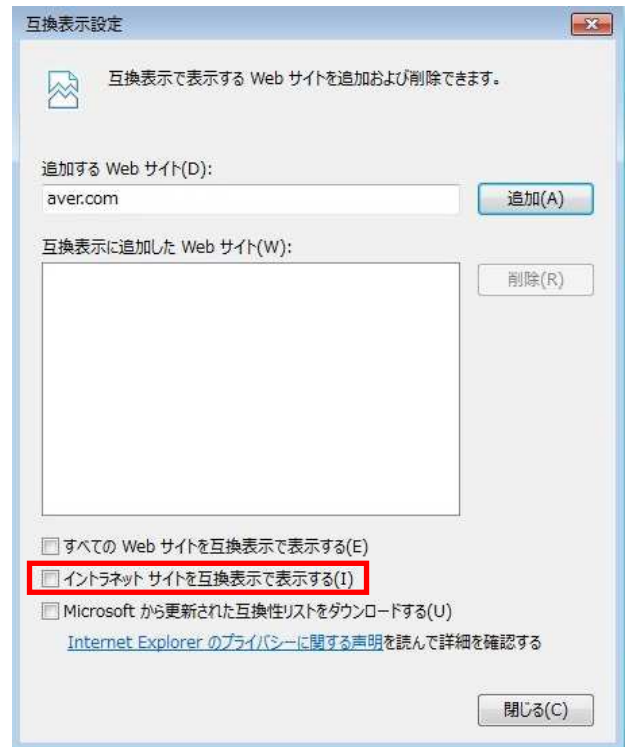 互換表示設定
互換表示で表示する Web サイトを追加および削除できます。
追加する Web サイト(D):
aver.com
追加(A)
互換表示に追加した Web サイト(W):
削除(R)
すべての Web サイトを互換表示で表示する(E)
イントラネット サイトを互換表示で表示する(I)
Microsoft から更新された互換性リストをダウンロードする(U)
Internet Explorer のプライバシーに関する声明を読んで詳細を確認する
閉じる(C)